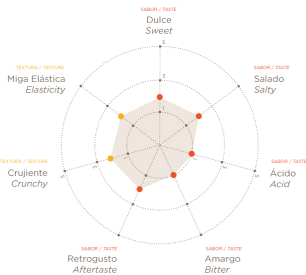 SABOR / TASTE
Dulce
Sweet
5
3
1
TEXTURA / TEXTURE
Miga Elástica
Elasticity
SABOR / TASTE
Salado
Salty
TEXTURA / TEXTURE
Crujiente
Crunchy
SABOR / TASTE
Ácido
Acid
SABOR / TASTE
Retrogusto
Aftertaste
SABOR / TASTE
Amargo
Bitter